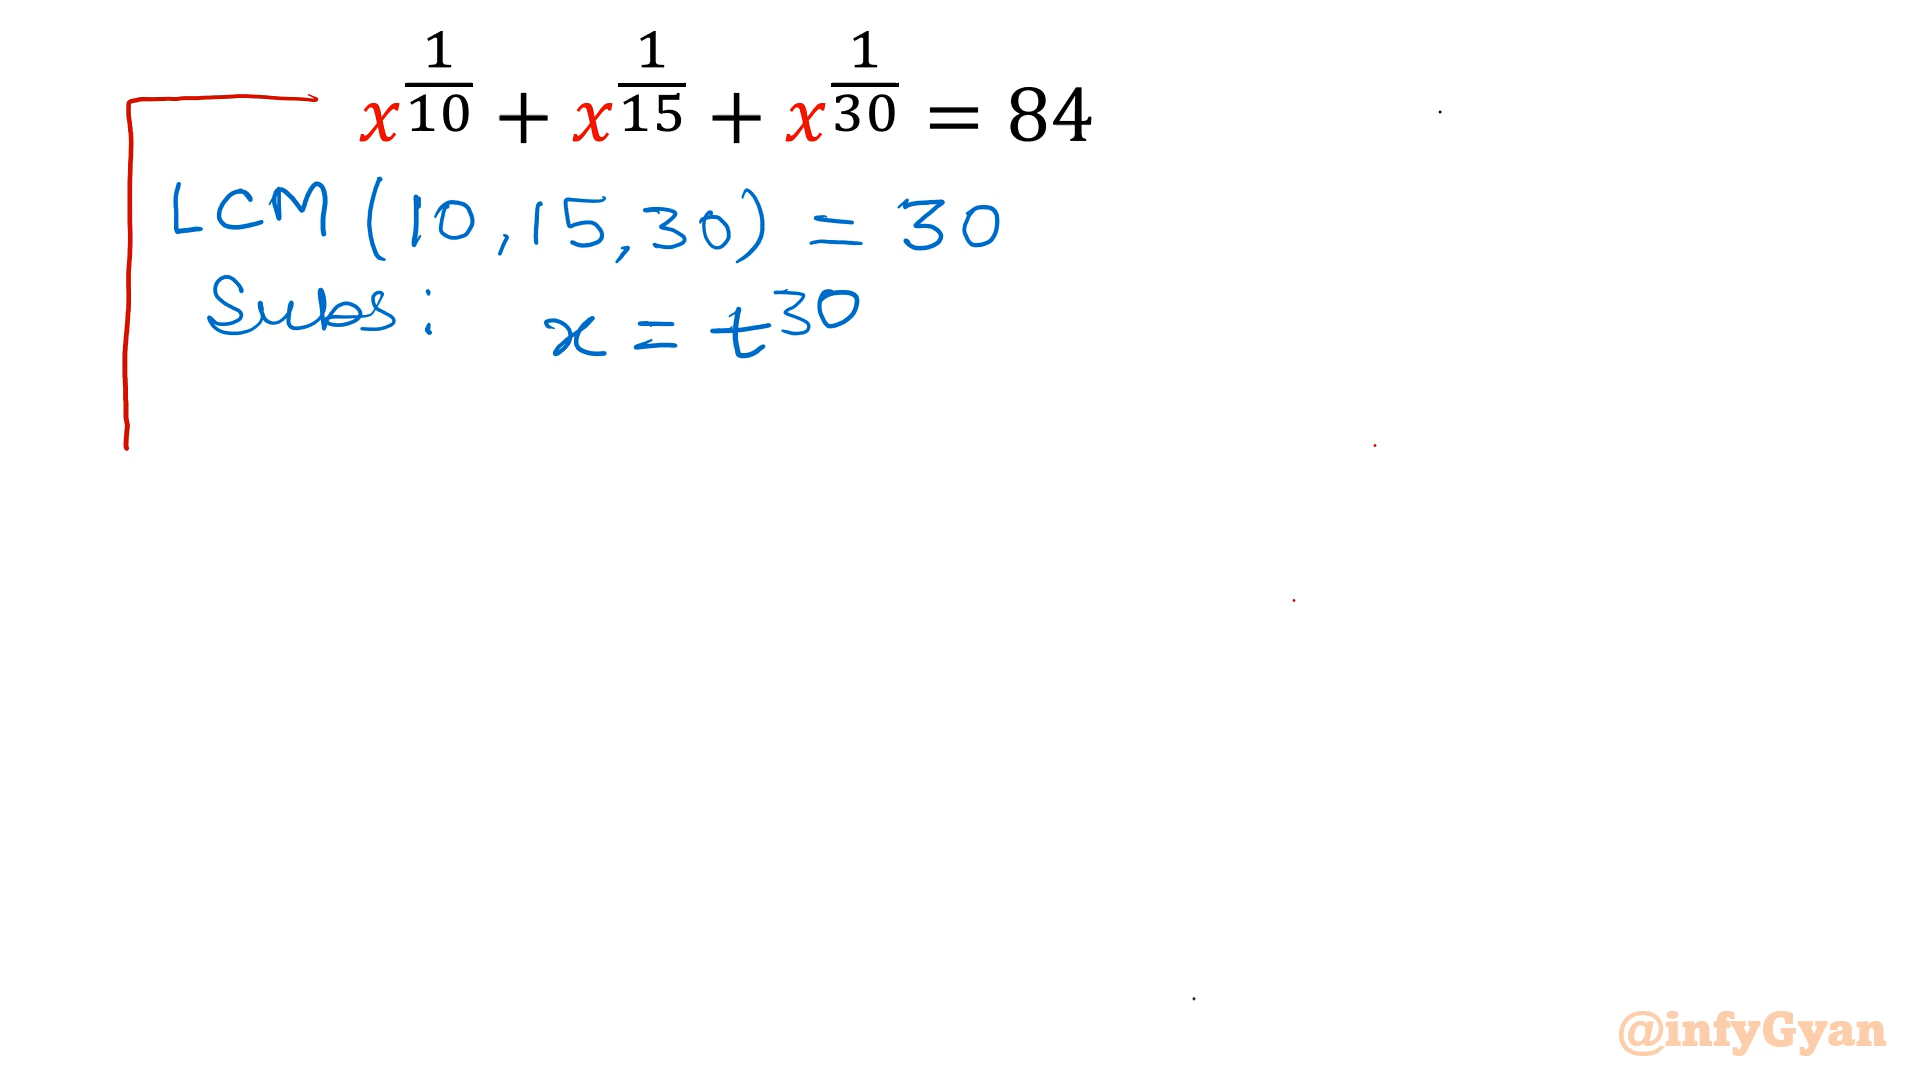 x^{1/10} + x^{1/15} + x^{1/30} = 84
LCM (10, 15, 30) = 30
Subs: x = t^{30}
@infyGyan